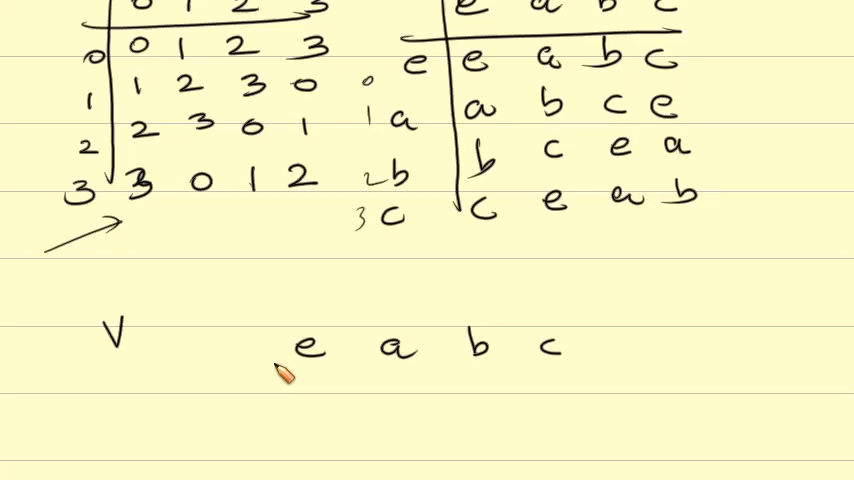 0 1 2 3 e a b c
0 0 1 2 3 e e a b c
1 1 2 3 0 0 a b c e
2 2 3 0 1 1 a b c e a
3 3 0 1 2 2 b c e a b
3 c
V e a b c